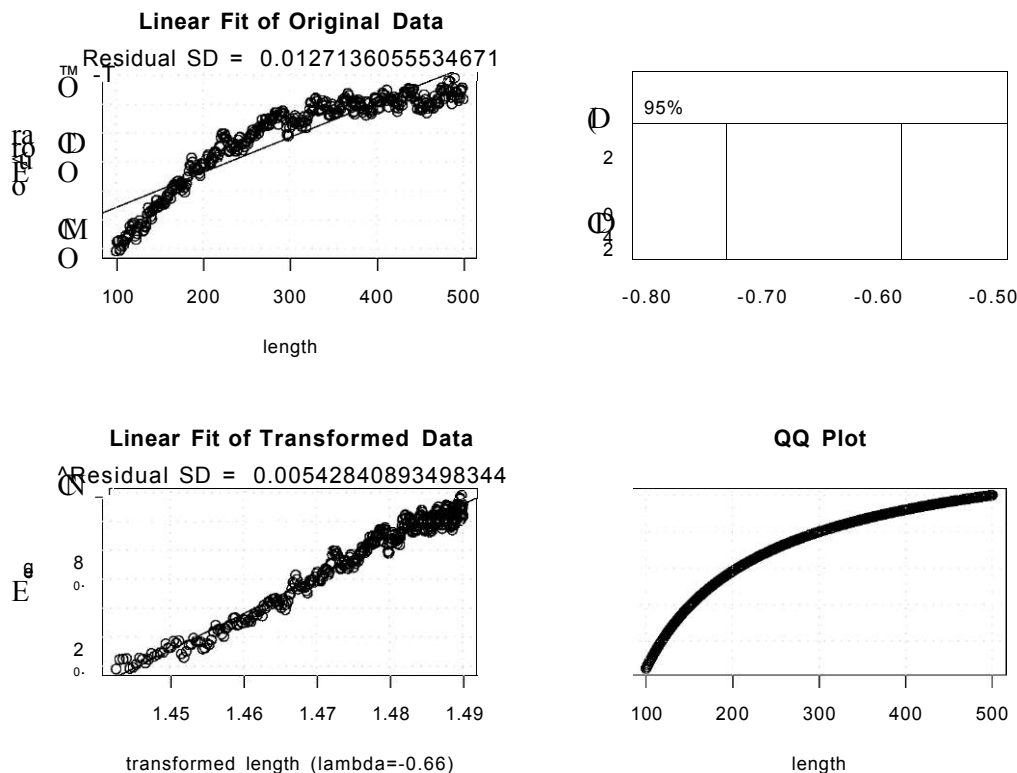 Linear Fit of Original Data
Residual SD = 0.0127136055534671
100 200 300 400 500
length
95%
-0.80 -0.70 -0.60 -0.50
Linear Fit of Transformed Data
Residual SD = 0.005428408934983​44
1.45 1.46 1.47 1.48 1.49
transformed length (lambda=-0.66)
QQ Plot
100 200 300 400 500
length